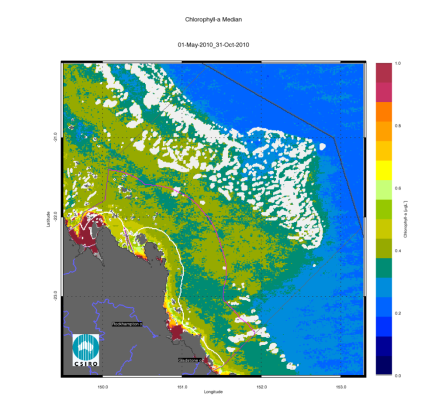 Chlorophyll-a Median
01-May-2010_31-Oct-2010
Latitude
-21.0
-22.0
-23.0
Rockhampton
Gladstone
CSIRO
150.0 151.0 152.0 153.0
Longitude
1.0
0.8
0.6
0.4
0.2
0.0
Chlorophyll-a [ugL ]